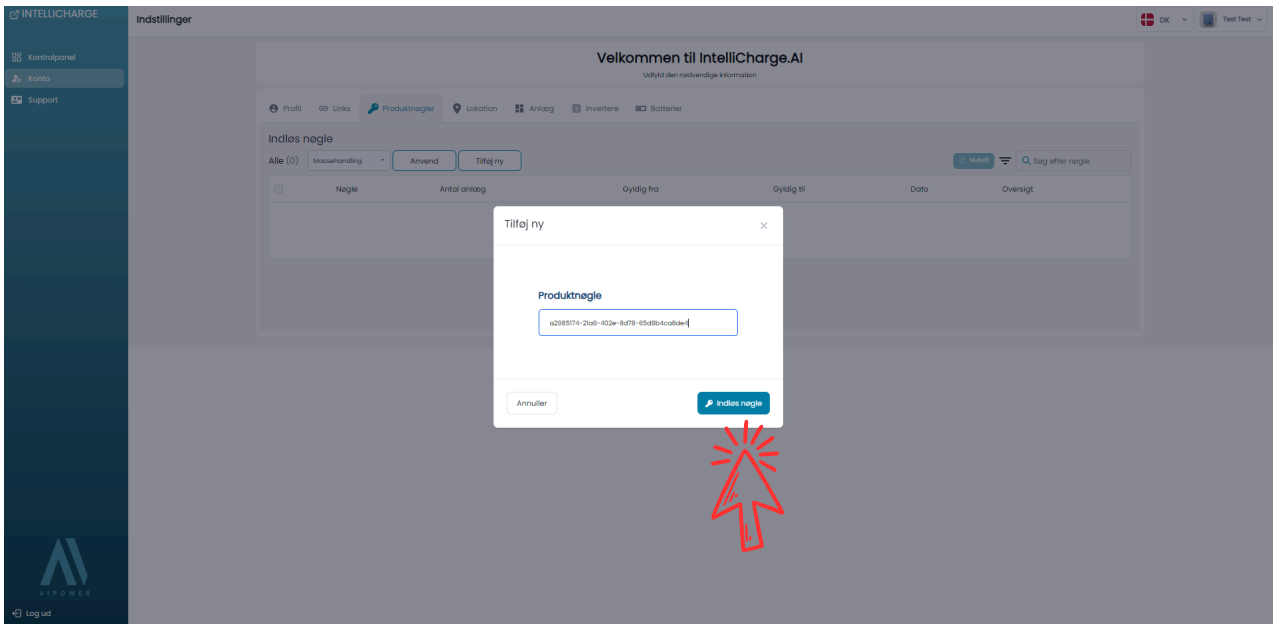 INTELLICHARGE
Indstillinger
DK
Test Test
Kontrolpanel
Konto
Support
Velkommen til IntelliCharge.AI
Udfyld den nødvendige information
Profil Links Produktnøgler Lokation Anlæg Invertere Batterier
Indløs nøgle
Alle (0) Massehandling Anvend Tilføj ny Nulstil Søg efter nøgle
Nøgle Antal anlæg Gyldig fra Gyldig til Dato Oversigt
Tilføj ny
Produktnøgle
a2985174-21a6-402e-8d78-65d8b4ca8de4
Annuller Indløs nøgle
AIPOWER
Log ud